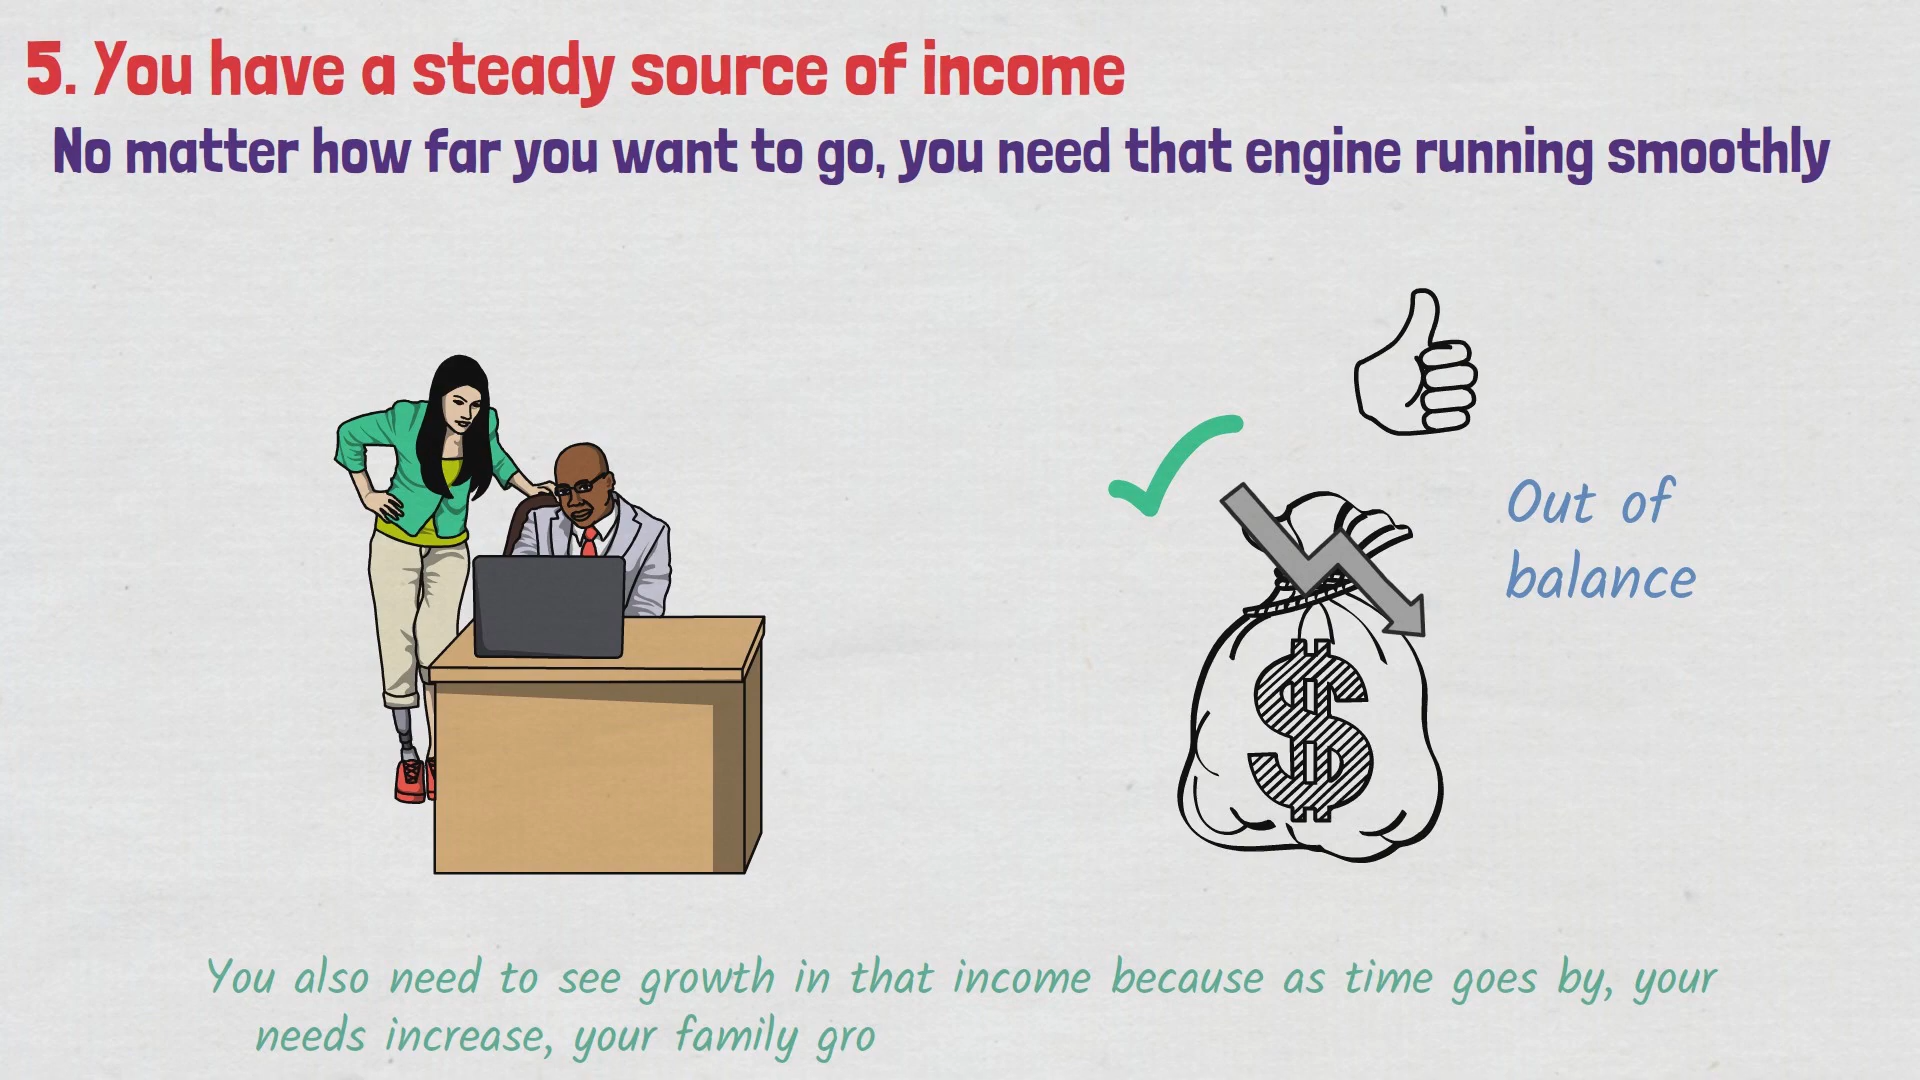 5. You have a steady source of income
No matter how far you want to go, you need that engine running smoothly
Out of
balance
$
You also need to see growth in that income because as time goes by, your
needs increase, your family gro